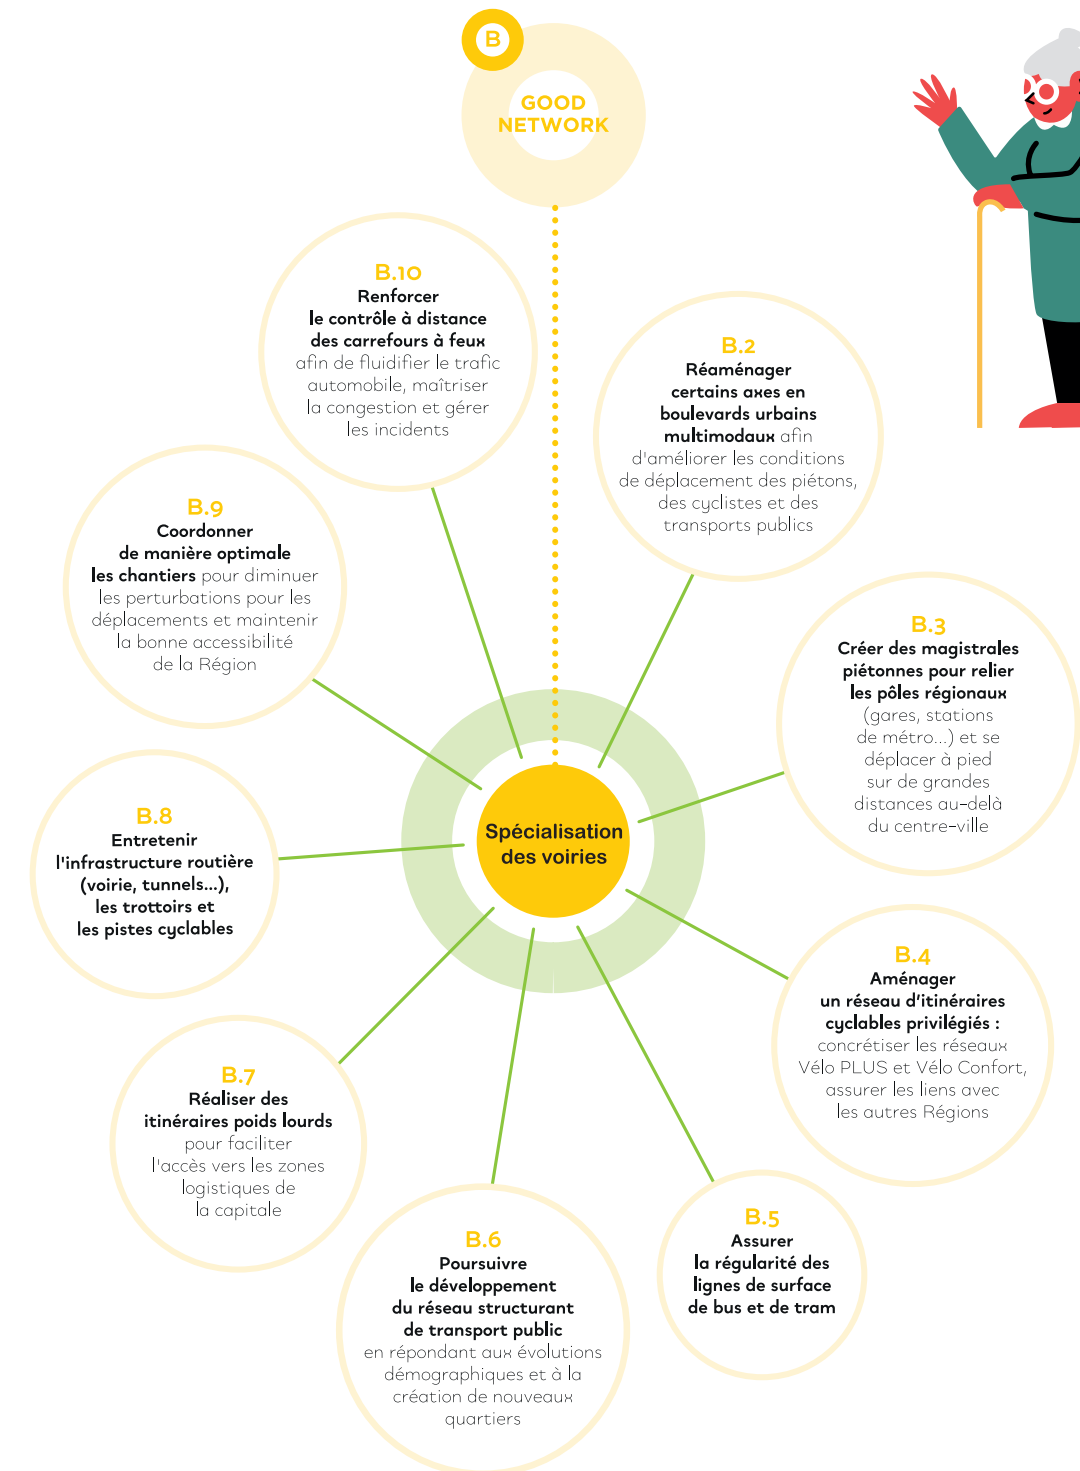 B
GOOD
NETWORK
B.10
Renforcer
le contrôle à distance
des carrefours à feux
afin de fluidifier le trafic
automobile, maîtriser
la congestion et gérer
les incidents
B.2
Réaménager
certains axes en
boulevards urbains
multimodaux afin
d'améliorer les conditions
de déplacement des piétons,
des cyclistes et des
transports publics
B.9
Coordonner
de manière optimale
les chantiers pour diminuer
les perturbations pour les
déplacements et maintenir
la bonne accessibilité
de la Région
B.3
Créer des magistrales
piétonnes pour relier
les pôles régionaux
(gares, stations
de métro...) et se
déplacer à pied
sur de grandes
distances au-delà
du centre-ville
Spécialisation
des voiries
B.8
Entretenir
l'infrastructure routière
(voirie, tunnels...),
les trottoirs et
les pistes cyclables
B.4
Aménager
un réseau d'itinéraires
cyclables privilégiés :
concrétiser les réseaux
Vélo PLUS et Vélo Confort,
assurer les liens avec
les autres Régions
B.7
Réaliser des
itinéraires poids lourds
pour faciliter
l'accès vers les zones
logistiques de
la capitale
B.5
Assurer
la régularité des
lignes de surface
de bus et de tram
B.6
Poursuivre
le développement
du réseau structurant
de transport public
en répondant aux évolutions
démographiques et à la
création de nouveaux
quartiers